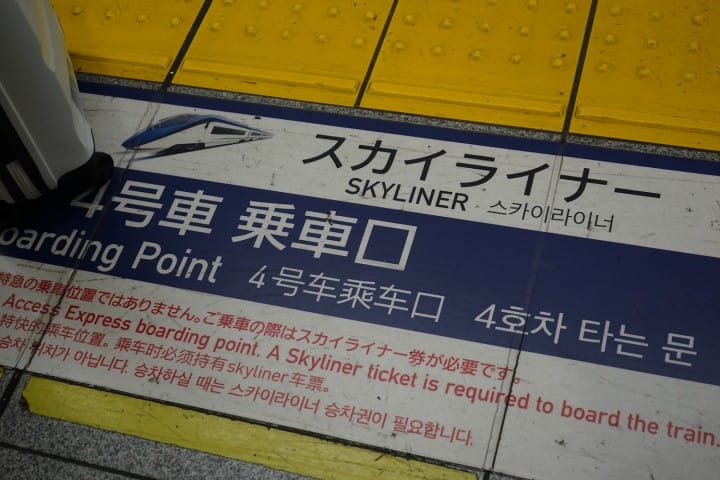 スカイライナー
SKYLINER 스카이라이너
4号車 乗車口
oarding Point 4号车乘车口 4호차 타는 문
特急の乗車位置ではありません。ご乗車の際はスカイライナー券が必要です。
Access Express boarding point. A Skyliner ticket is required to board the train.
特快的乘车位置。乘车时必须持有skyliner车票。
승차위치가 아닙니다. 승차하실 때는 스카이라이너 승차권이 필요합니다.